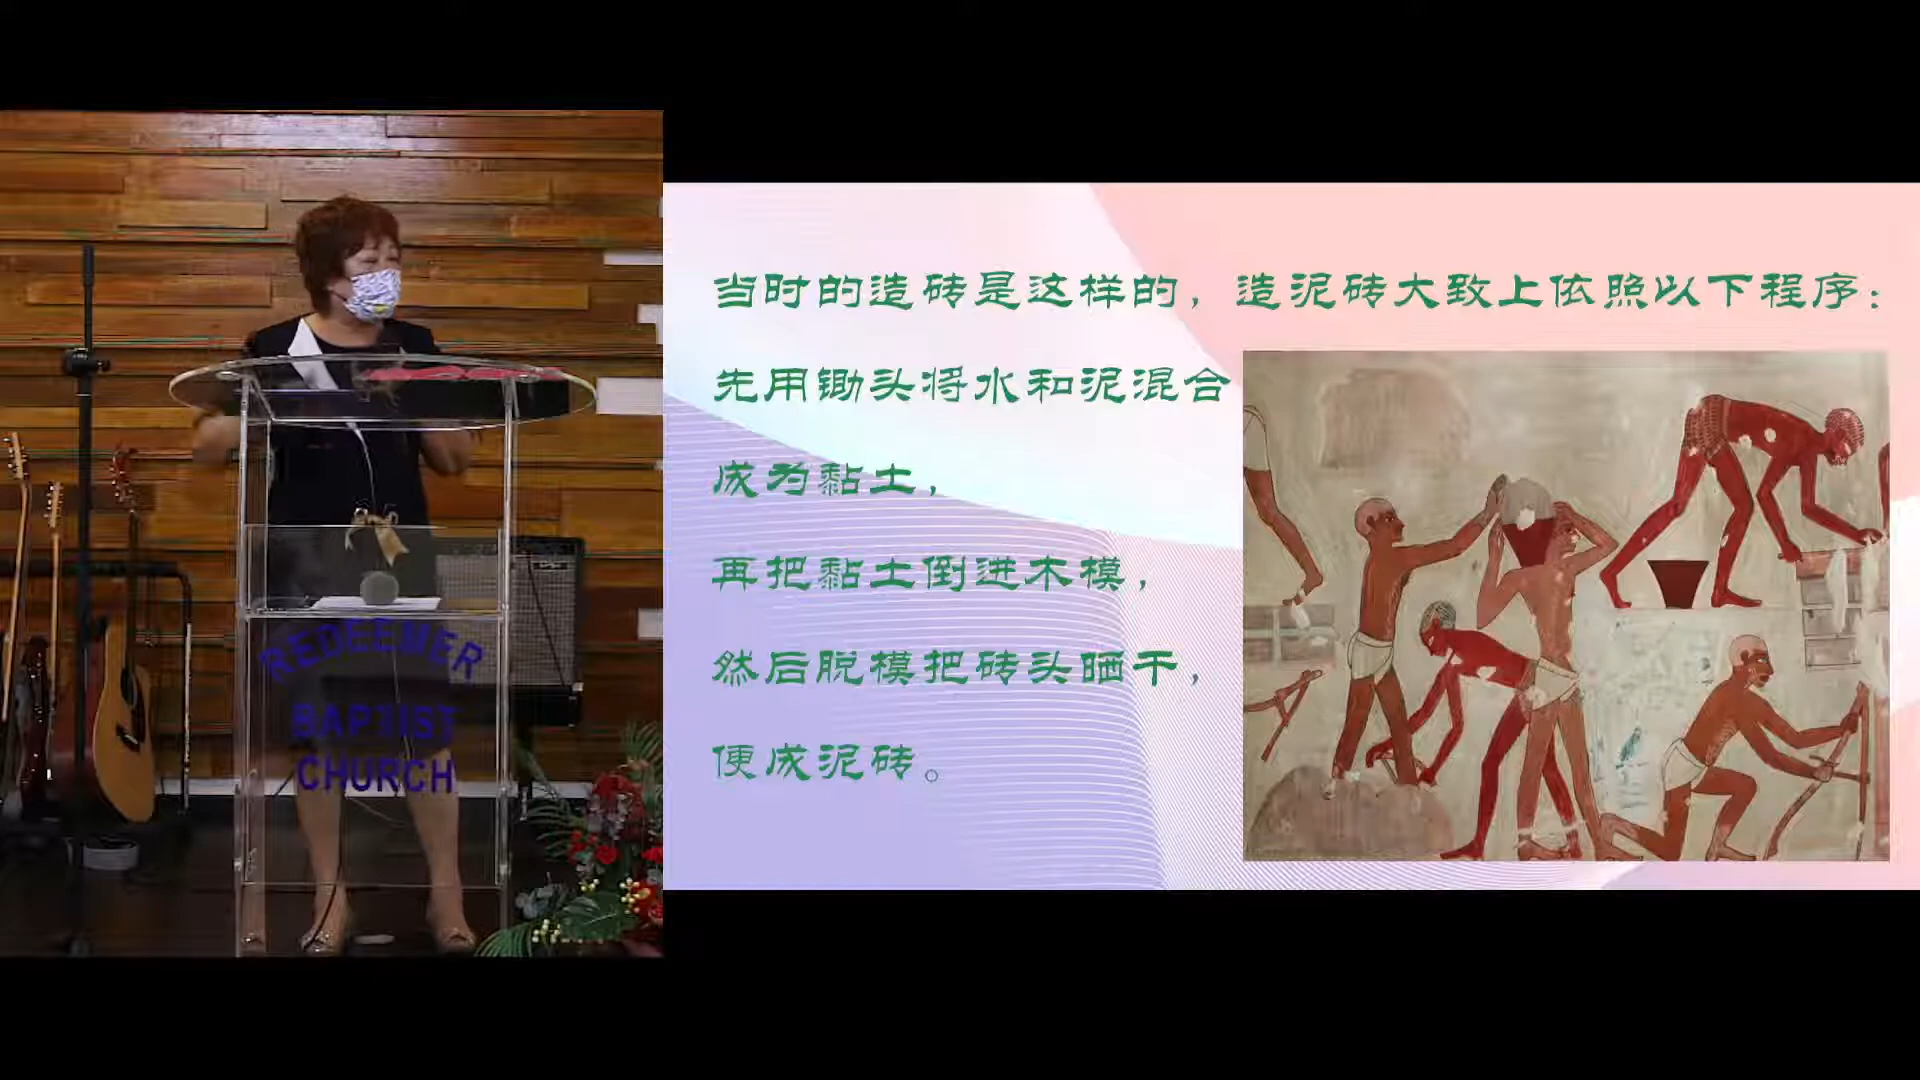 当时的造砖是这样的，造泥砖大致上依照以下程序：
先用锄头将水和泥混合
成为黏土，
再把黏土倒进木模，
然后脱模把砖头晒干，
便成泥砖。
REDEEMER
BAPTIST
CHURCH